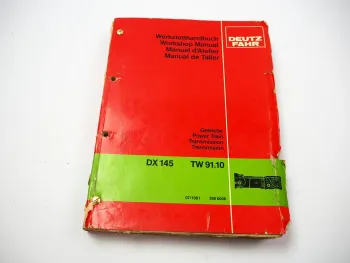 Werkstatthandbuch
Workshop Manual
Manuel d'Atelier
Manual de Taller
DEUTZ
FAHR
Getriebe
Power Train
Transmission
DX 145 TW 91.10